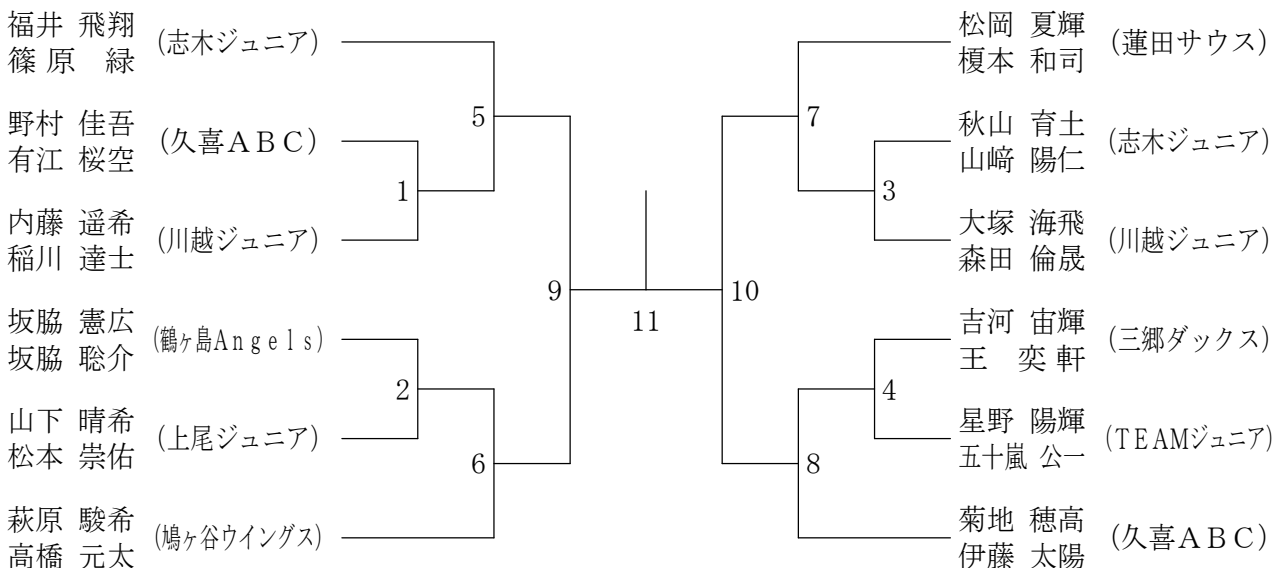 福井 飛翔
篠原 緑
(志木ジュニア)
野村 佳吾
有江 桜空
(久喜ABC)
内藤 遥希
稲川 達士
(川越ジュニア)
坂脇 憲広
坂脇 聡介
(鶴ヶ島Angels)
山下 晴希
松本 崇佑
(上尾ジュニア)
萩原 駿希
高橋 元太
(鳩ヶ谷ウイングス)
5
1
2
6
9
11
10
7
3
4
8
松岡 夏輝
榎本 和司
(蓮田サウス)
秋山 育土
山﨑 陽仁
(志木ジュニア)
大塚 海飛
森田 倫晟
(川越ジュニア)
吉河 宙輝
王 奕軒
(三郷ダックス)
星野 陽輝
五十嵐 公一
(TEAMジュニア)
菊地 穂高
伊藤 太陽
(久喜ABC)